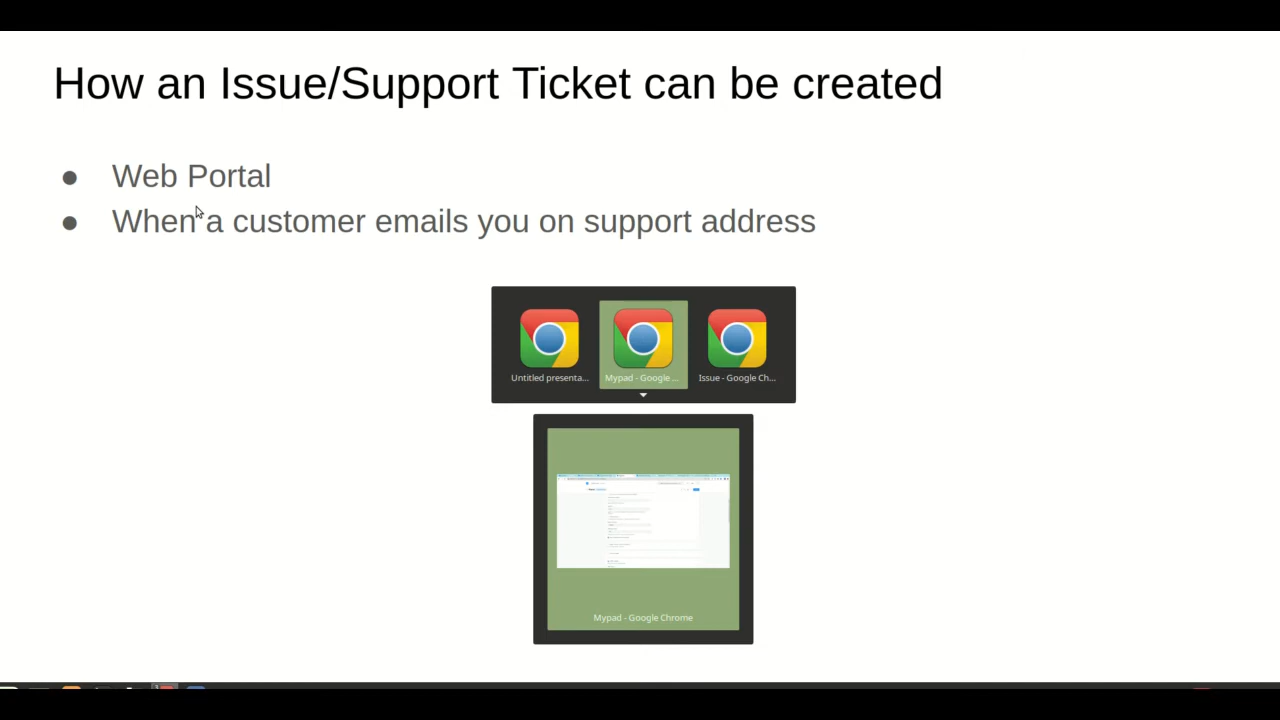 How an Issue/Support Ticket can be created
● Web Portal
● When a customer emails you on support address
Untitled presenta... Mypad - Google ... Issue - Google Ch...
Mypad - Google Chrome